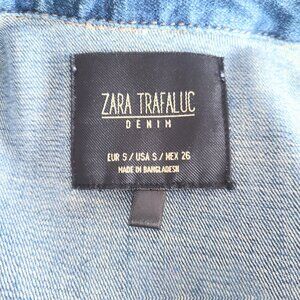 ZARA TRAFALUC
DENIM
EUR S / USA S / MEX 26
MADE IN BANGLADESH